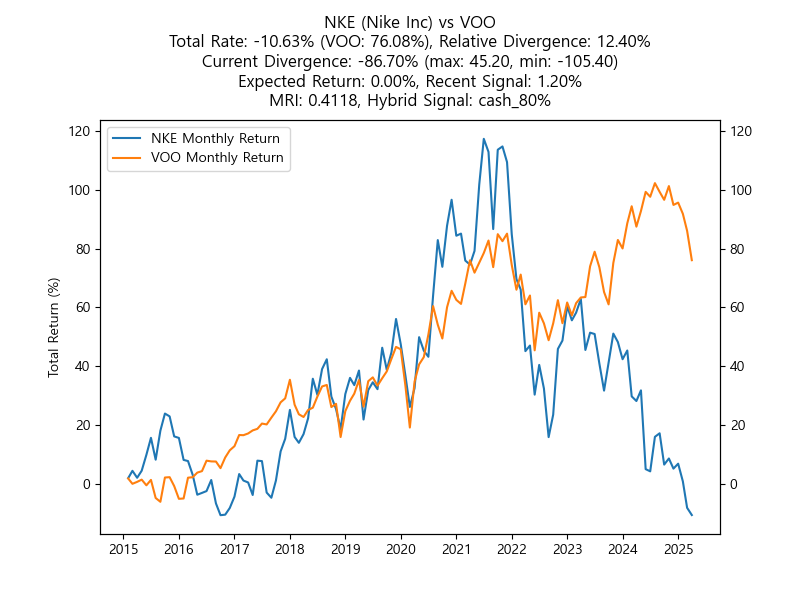 NKE (Nike Inc) vs VOO
Total Rate: -10.63% (VOO: 76.08%), Relative Divergence: 12.40%
Current Divergence: -86.70% (max: 45.20, min: -105.40)
Expected Return: 0.00%, Recent Signal: 1.20%
MRI: 0.4118, Hybrid Signal: cash_80%
NKE Monthly Return
VOO Monthly Return
Total Return (%)
120 120
100 100
80 80
60 60
40 40
20 20
0 0
2015 2016 2017 2018 2019 2020 2021 2022 2023 2024 2025